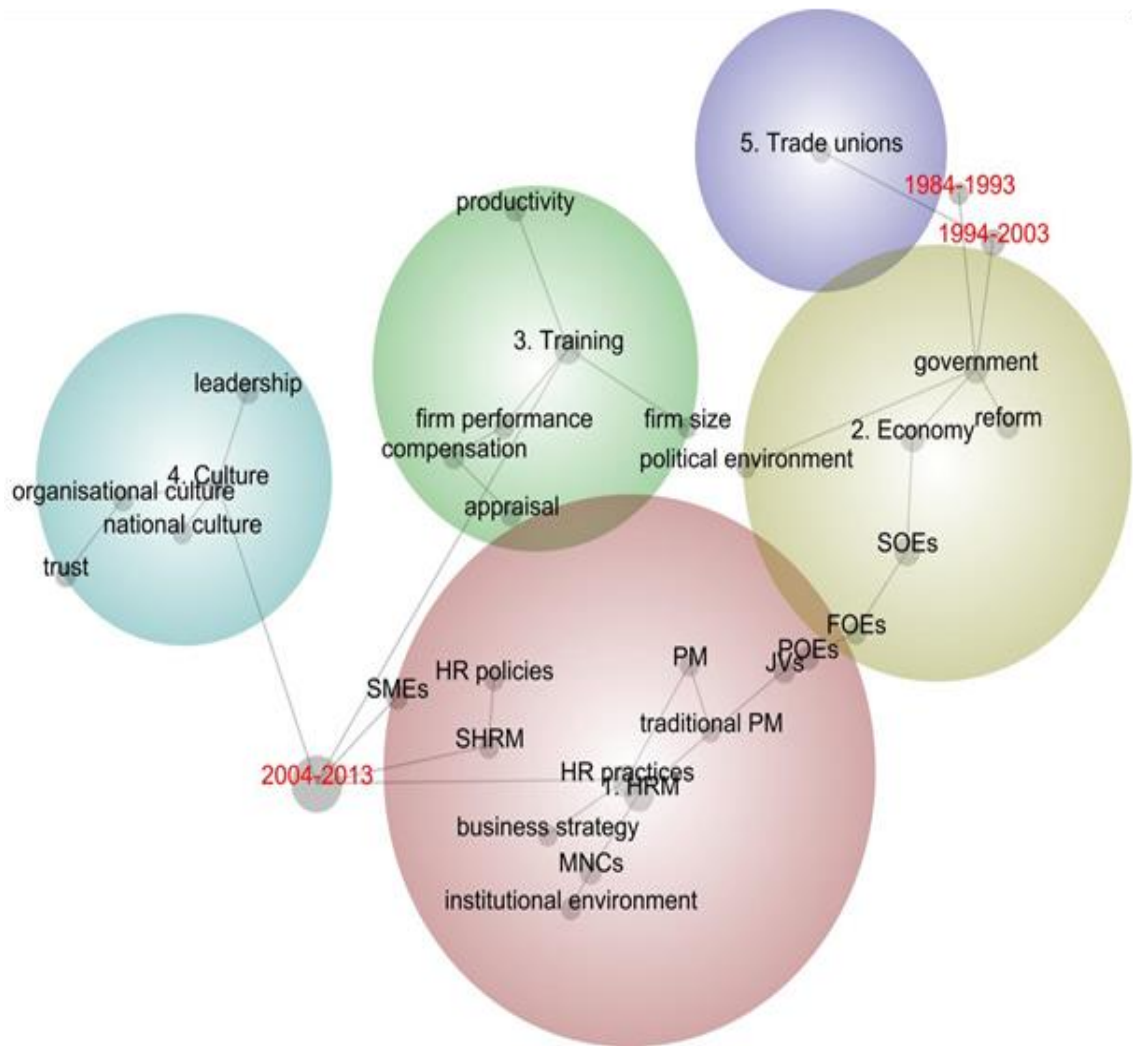 5. Trade unions
1984-1993
productivity
1994-2003
3. Training
government
leadership
firm performance
firm size
reform
2. Economy
compensation
political environment
4. Culture
organisational culture
appraisal
national culture
SOEs
trust
FOEs
POEs
PM
JVs
HR policies
SMEs
traditional PM
SHRM
2004-2013
HR practices
1. HRM
business strategy
MNCs
institutional environment